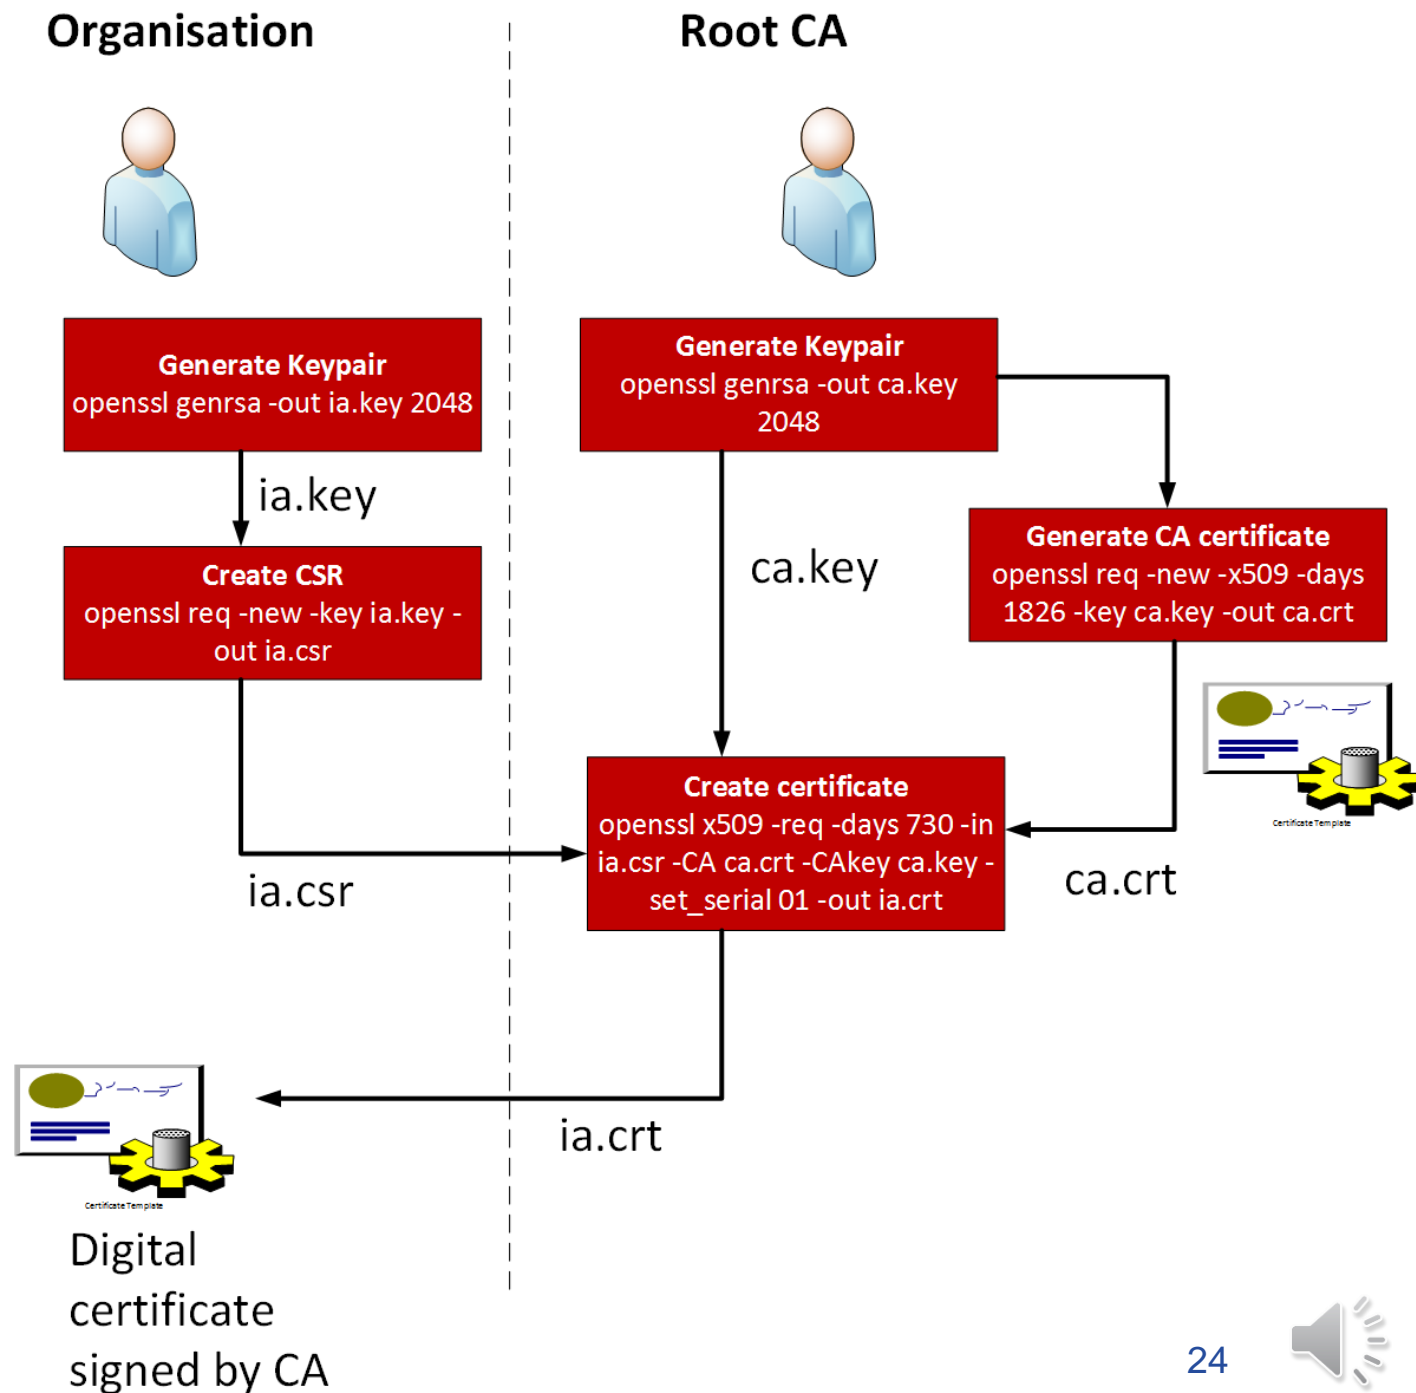 Organisation
Root CA
Generate Keypair
openssl genrsa -out ia.key 2048
Generate Keypair
openssl genrsa -out ca.key
2048
ia.key
Create CSR
openssl req -new -key ia.key -
out ia.csr
ca.key
Generate CA certificate
openssl req -new -x509 -days
1826 -key ca.key -out ca.crt
Certificate Template
Create certificate
openssl x509 -req -days 730 -in
ia.csr -CA ca.crt -CAkey ca.key -
set_serial 01 -out ia.crt
ia.csr
ca.crt
ia.crt
Certificate Template
Digital
certificate
signed by CA
24